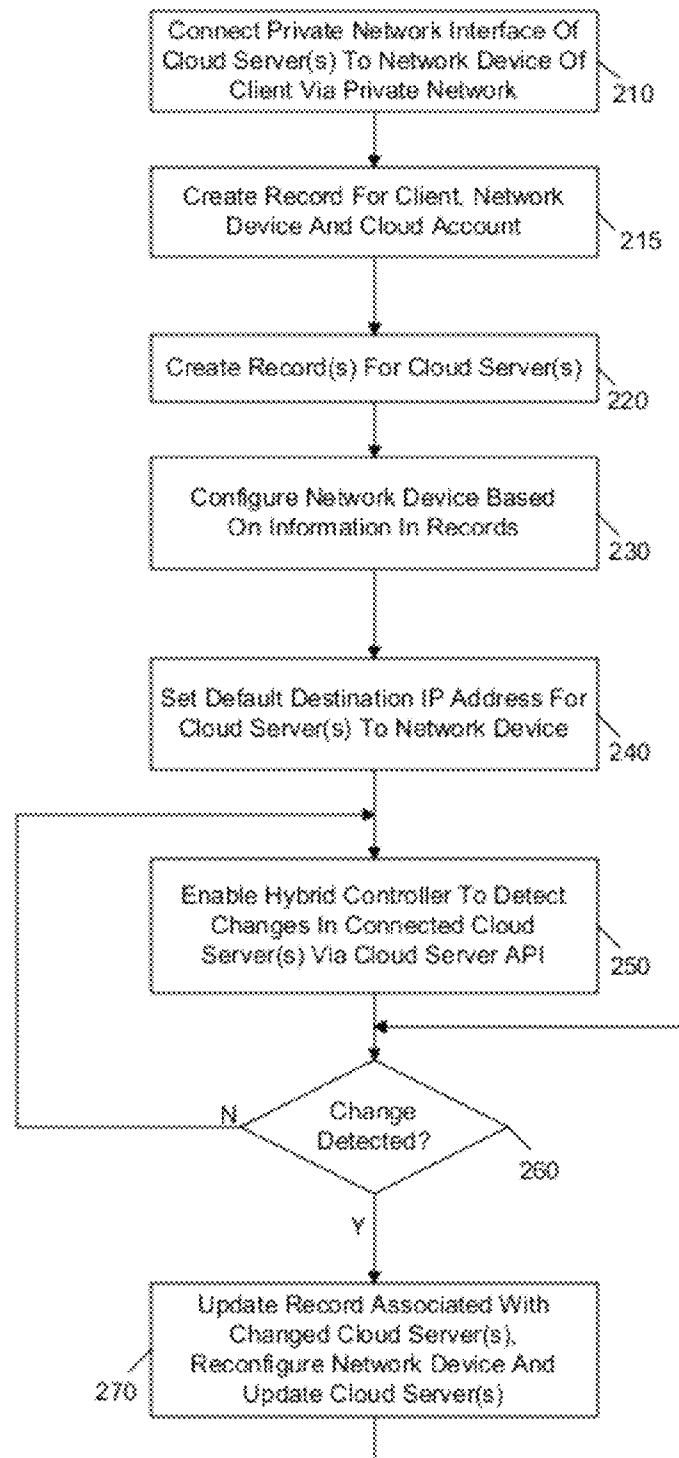 Connect Private Network Interface Of
Cloud Server(s) To Network Device Of
Client Via Private Network
210
Create Record For Client, Network
Device And Cloud Account
215
Create Record(s) For Cloud Server(s)
220
Configure Network Device Based
On Information In Records
230
Set Default Destination IP Address For
Cloud Server(s) To Network Device
240
Enable Hybrid Controller To Detect
Changes In Connected Cloud
Server(s) Via Cloud Server API
250
N
Change
Detected?
260
Y
Update Record Associated With
Changed Cloud Server(s),
Reconfigure Network Device And
Update Cloud Server(s)
270